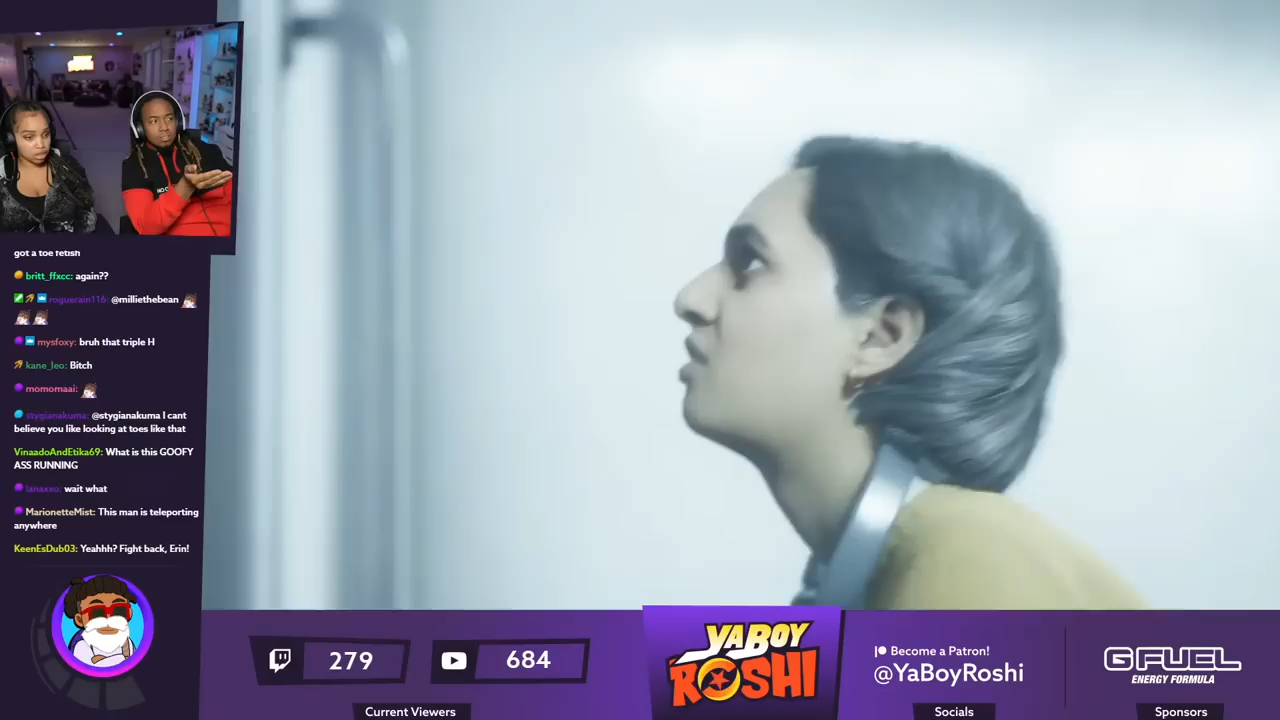 got a toe fetish
britt_ffxcc: again??
roguerain116: @milliethebean
mysfoxy: bruh that triple H
kane_leo: Bitch
momomaai:
stygianakuma: @stygianakuma I cant
believe you like looking at toes like that
VinaadoAndEtika69: What is this GOOFY
ASS RUNNING
lanaxxo: wait what
MarionetteMist: This man is teleporting
anywhere
KeenEsDub03: Yeahhh? Fight back, Erin!
279
684
Current Viewers
YABOY
ROSHI
Become a Patron!
@YaBoyRoshi
Socials
GFUEL
ENERGY FORMULA
Sponsors